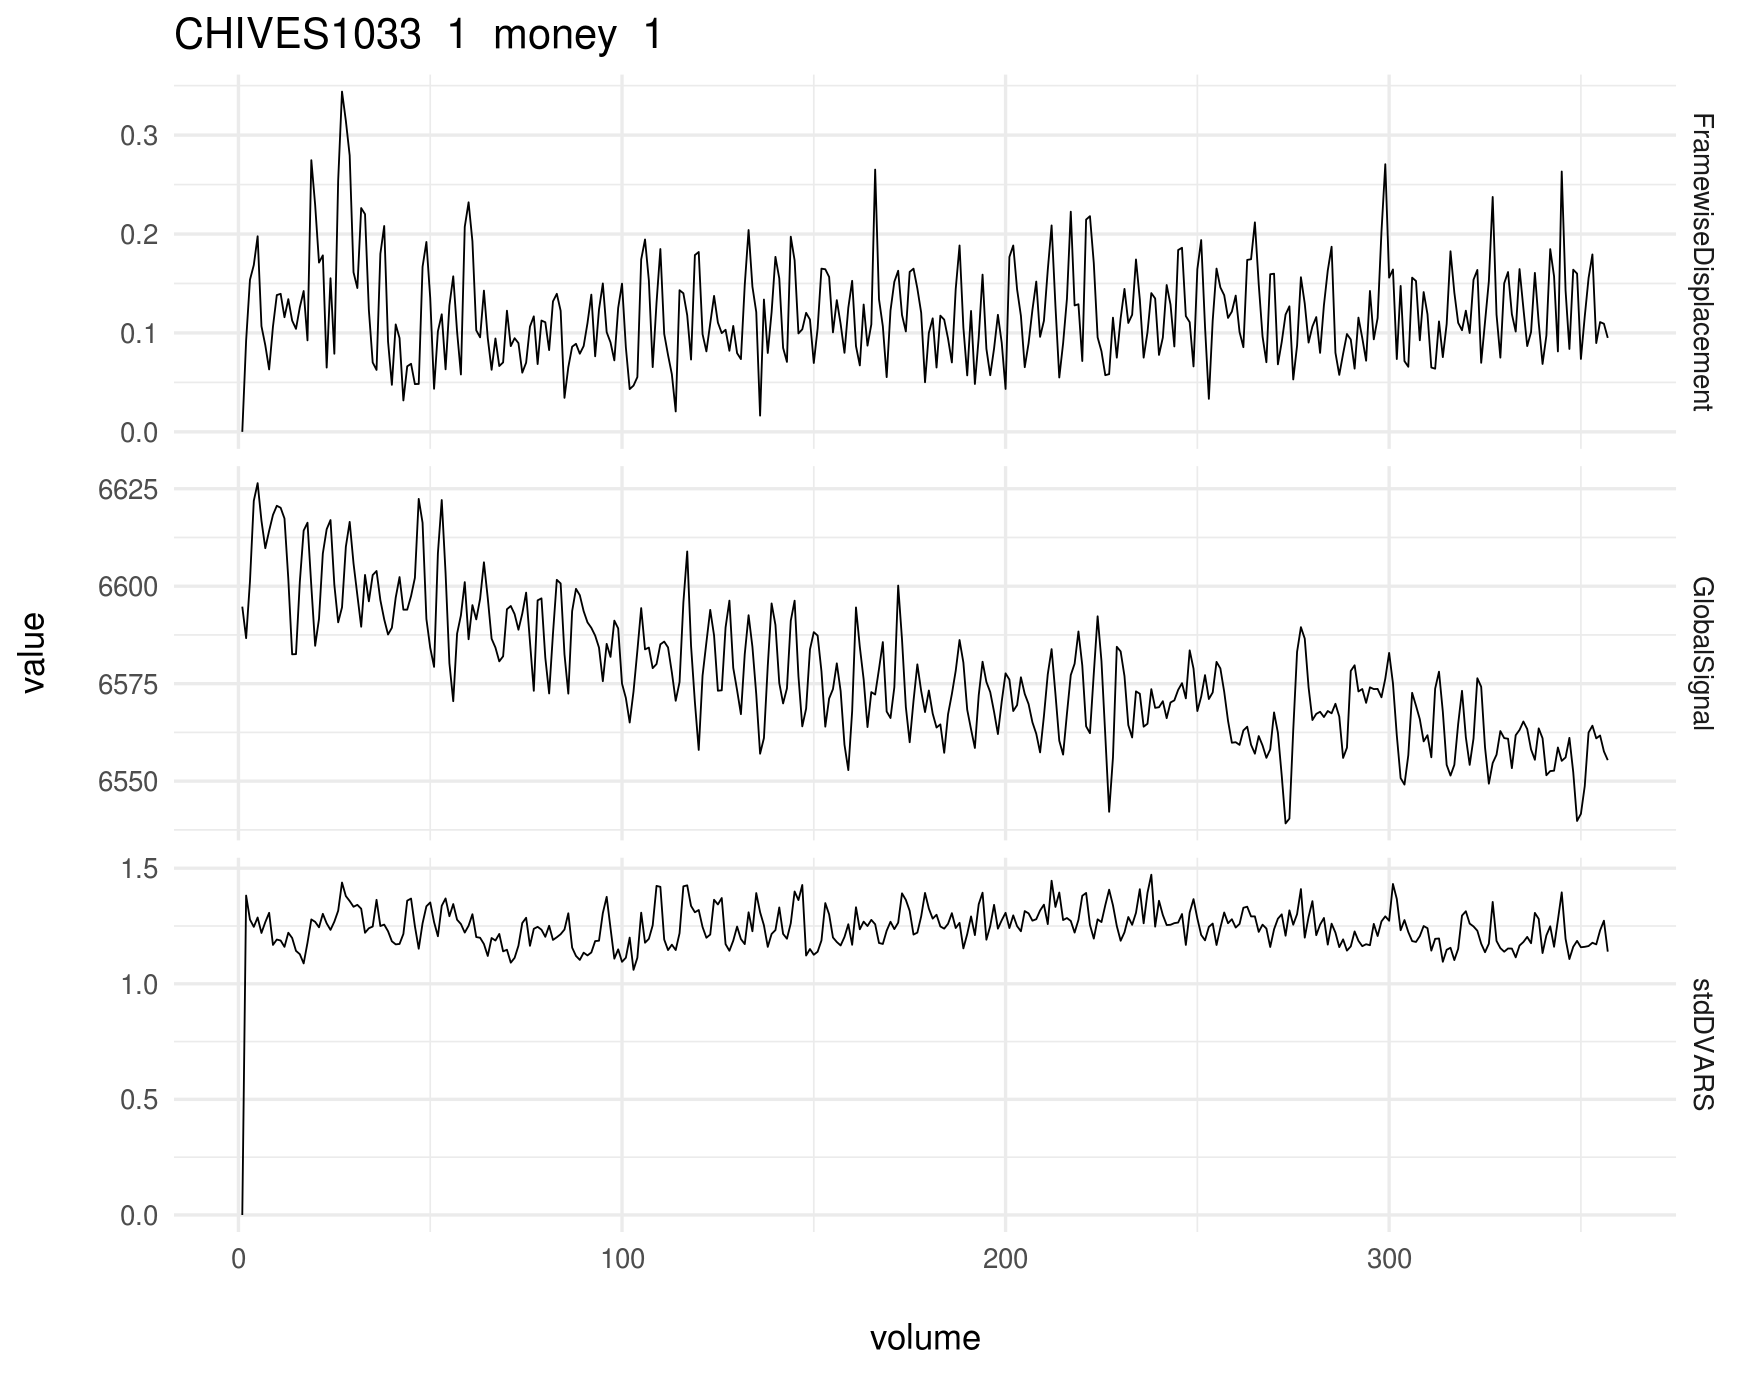 CHIVES1033 1 money 1
0.3
0.2
0.1
0.0
FramewiseDisplacement
6625
6600
6575
6550
GlobalSignal
value
1.5
1.0
0.5
0.0
stdDVARS
0 100 200 300
volume